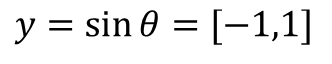 y = sin θ = [−1,1]